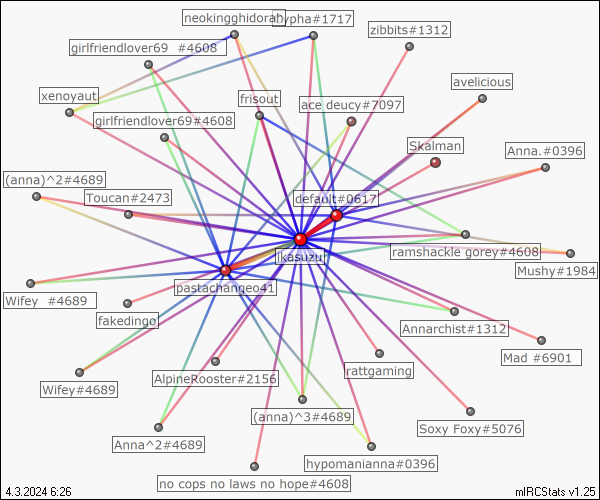 neokingghidorah
hypha#1717
zibbits#1312
girlfriendlover69 #4608
avelicious
xenoyaut
frisout
ace deucy#7097
girlfriendlover69#4608
Skalman
Anna.#0396
(anna)^2#4689
Toucan#2473
default#0617
ikasuzu
ramshackle gorey#4608
Mushy#1984
pastachangeo41
Wifey #4689
fakedingo
Annarchist#1312
Mad #6901
rattgaming
Wifey#4689
AlpineRooster#2156
(anna)^3#4689
Soxy Foxy#5076
Anna^2#4689
hypomanianna#0396
no cops no laws no hope#4608
4.3.2024 6:26
mIRCStats v1.25